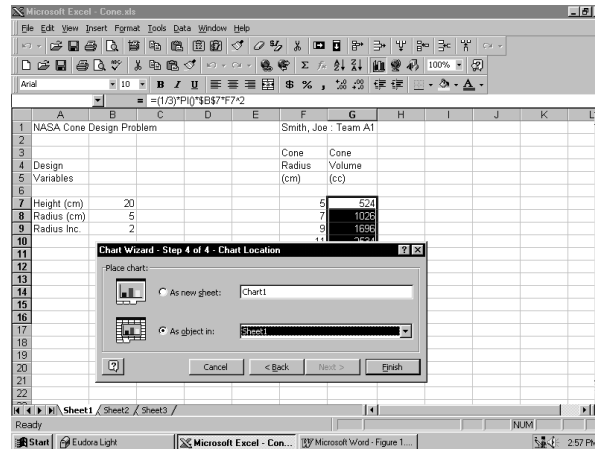 Microsoft Excel - Cone.xls
File Edit View Insert Format Tools Data Window Help
100%
Arial 10 B I U $ % ,
= =(1/3)*PI()*$B$7*F7^2
A B C D E F G H I J K L
1 NASA Cone Design Problem Smith, Joe : Team A1
2
3 Cone Cone
4 Design Radius Volume
5 Variables (cm) (cc)
6
7 Height (cm) 20 5 524
8 Radius (cm) 5 7 1026
9 Radius Inc. 2 9 1696
10 11 2534
11
12
13
14
15
16
17
18
19
20
21
22
Chart Wizard - Step 4 of 4 - Chart Location
Place chart:
As new sheet: Chart1
As object in: Sheet1
Cancel < Back Next > Finish
Sheet1 Sheet2 Sheet3
Ready NUM
Start Eudora Light Microsoft Excel - Con... Microsoft Word - Figure 1.... 2:57 PM